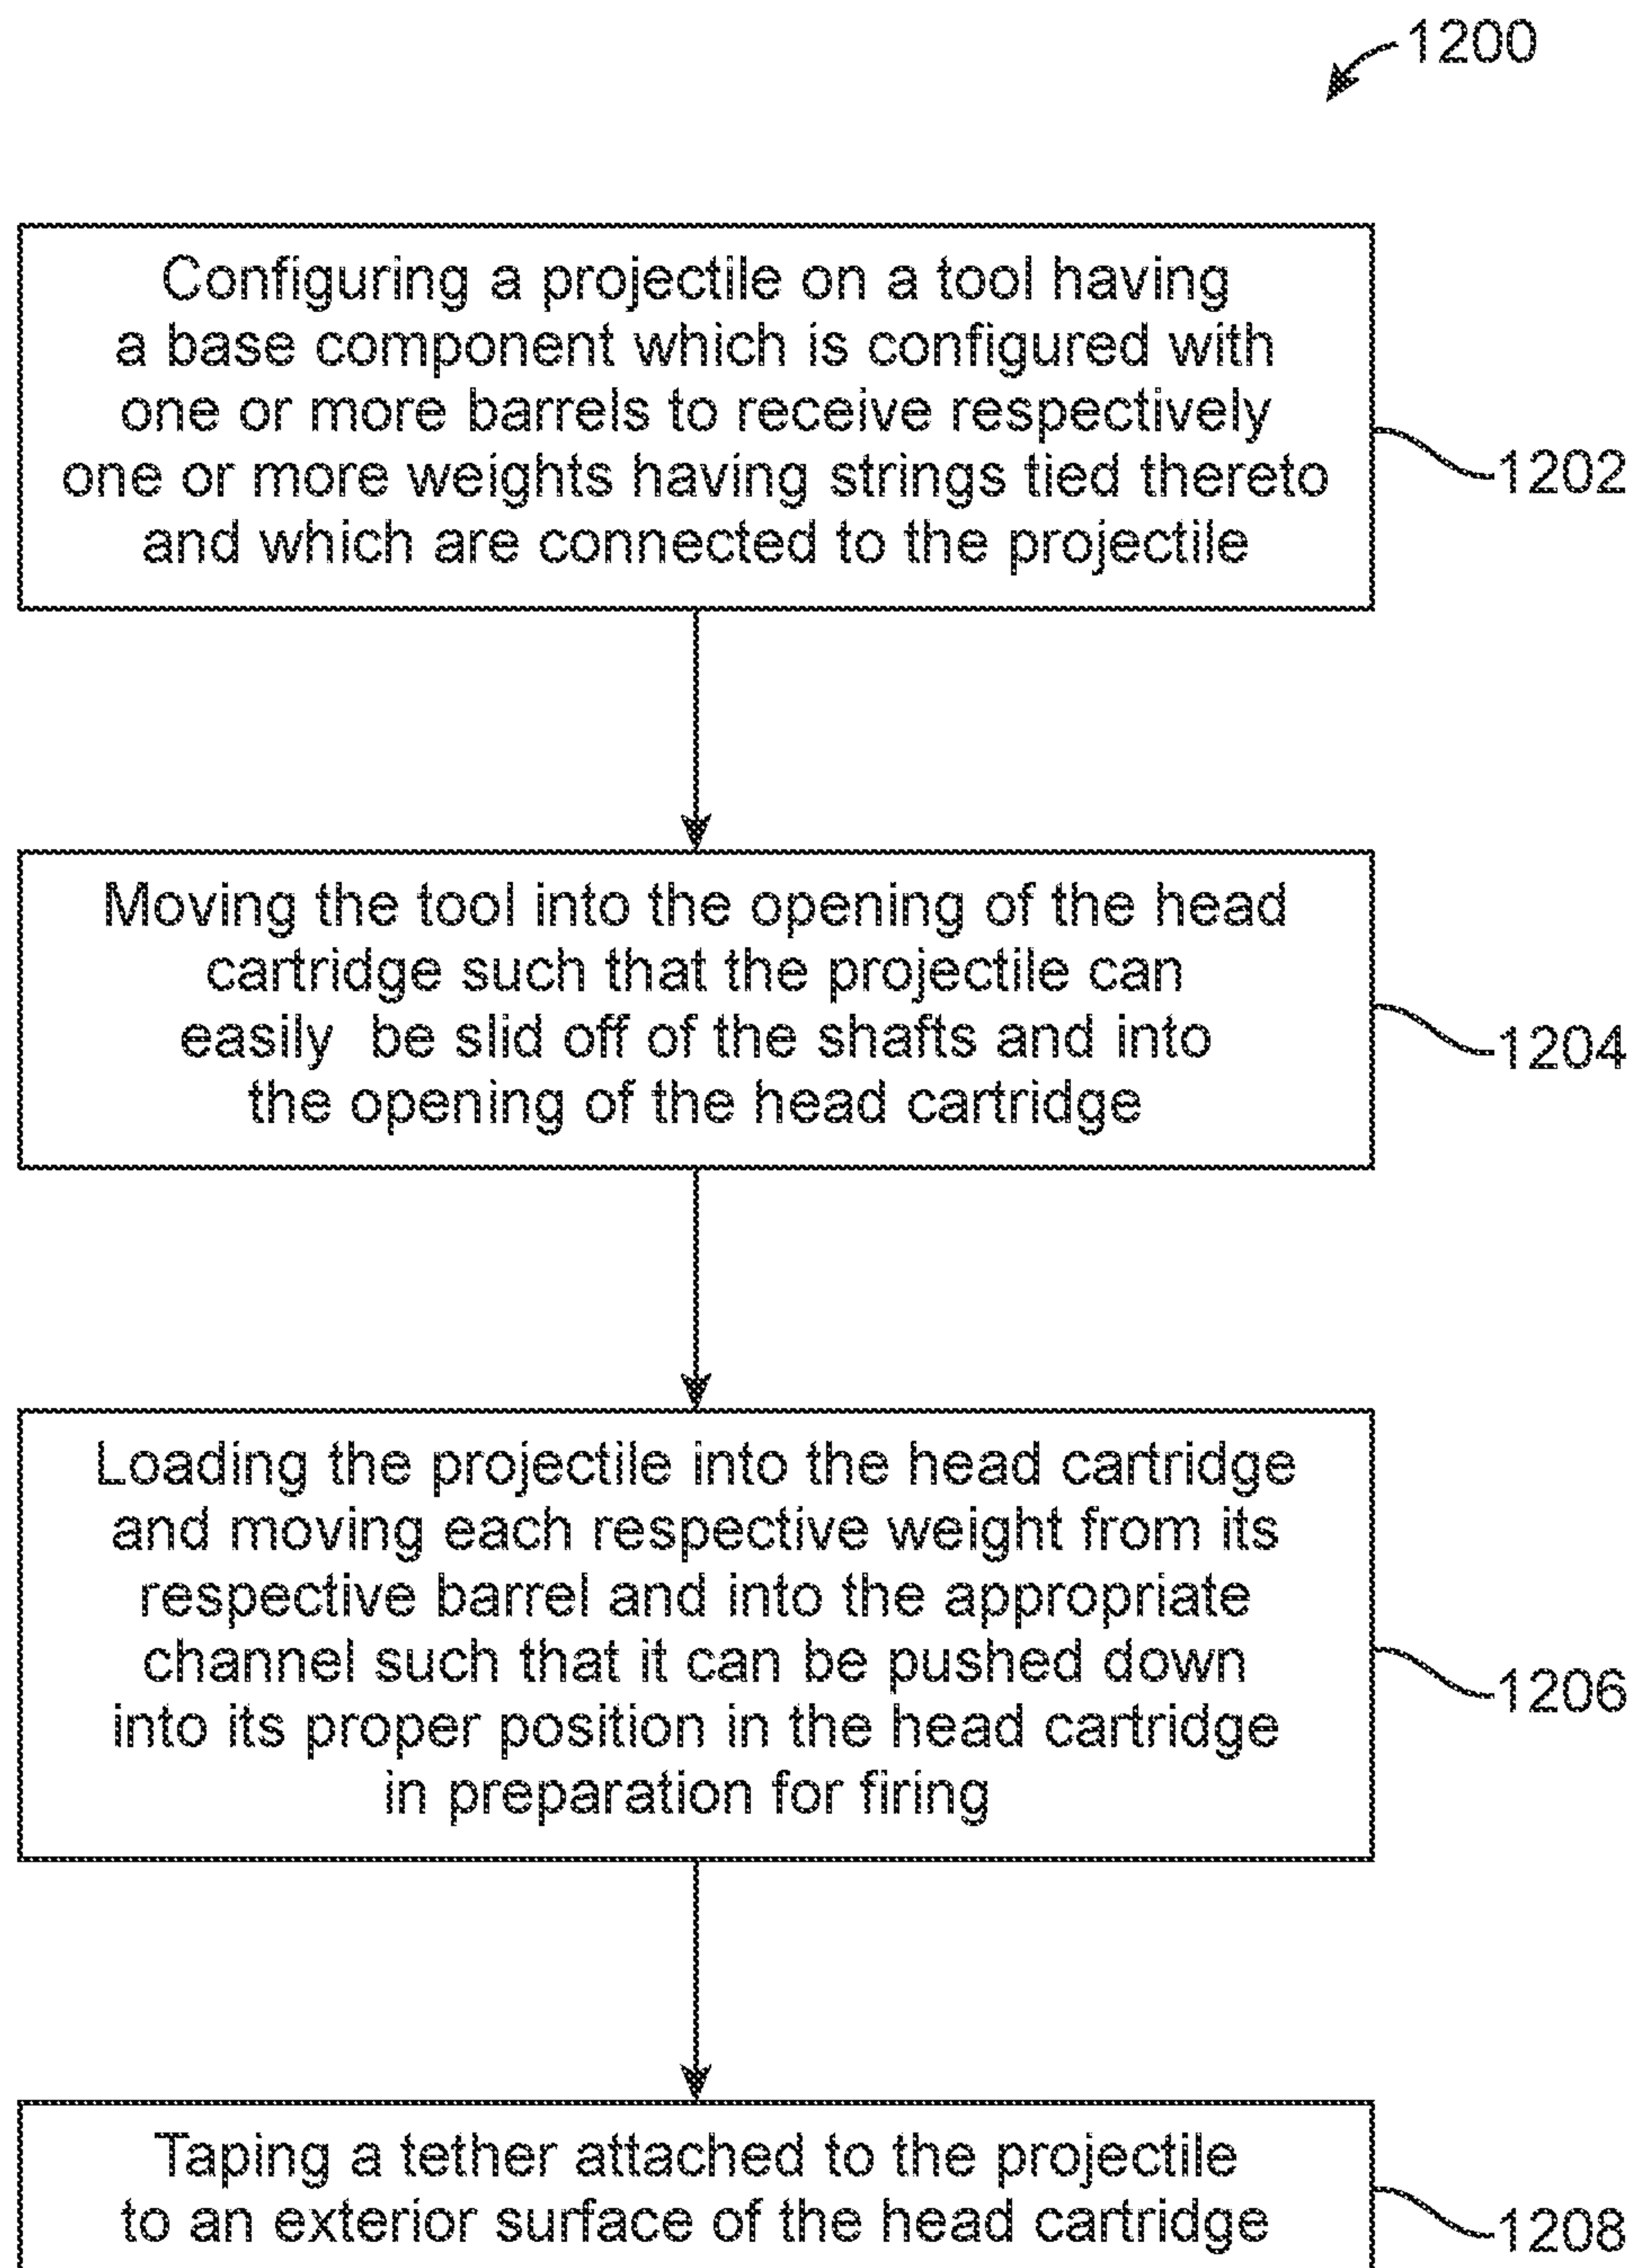 1200
Configuring a projectile on a tool having
a base component which is configured with
one or more barrels to receive respectively
one or more weights having strings tied thereto
and which are connected to the projectile
1202
Moving the tool into the opening of the head
cartridge such that the projectile can
easily be slid off of the shafts and into
the opening of the head cartridge
1204
Loading the projectile into the head cartridge
and moving each respective weight from its
respective barrel and into the appropriate
channel such that it can be pushed down
into its proper position in the head cartridge
in preparation for firing
1206
Taping a tether attached to the projectile
to an exterior surface of the head cartridge
1208